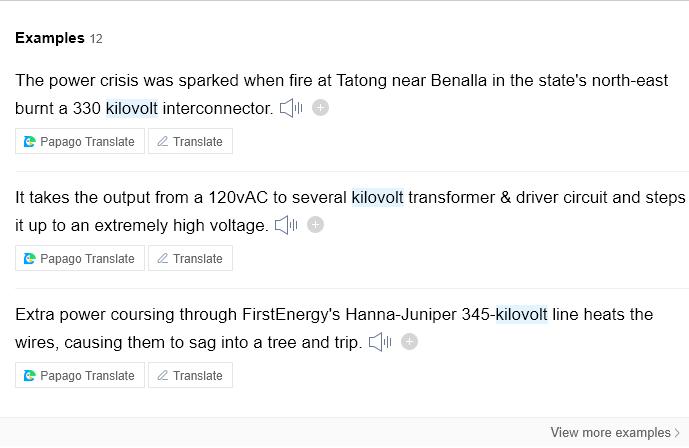 Examples 12
The power crisis was sparked when fire at Tatong near Benalla in the state's north-east
burnt a 330 kilovolt interconnector.
Papago Translate Translate
It takes the output from a 120vAC to several kilovolt transformer & driver circuit and steps
it up to an extremely high voltage.
Papago Translate Translate
Extra power coursing through FirstEnergy's Hanna-Juniper 345-kilovolt line heats the
wires, causing them to sag into a tree and trip.
Papago Translate Translate
View more examples